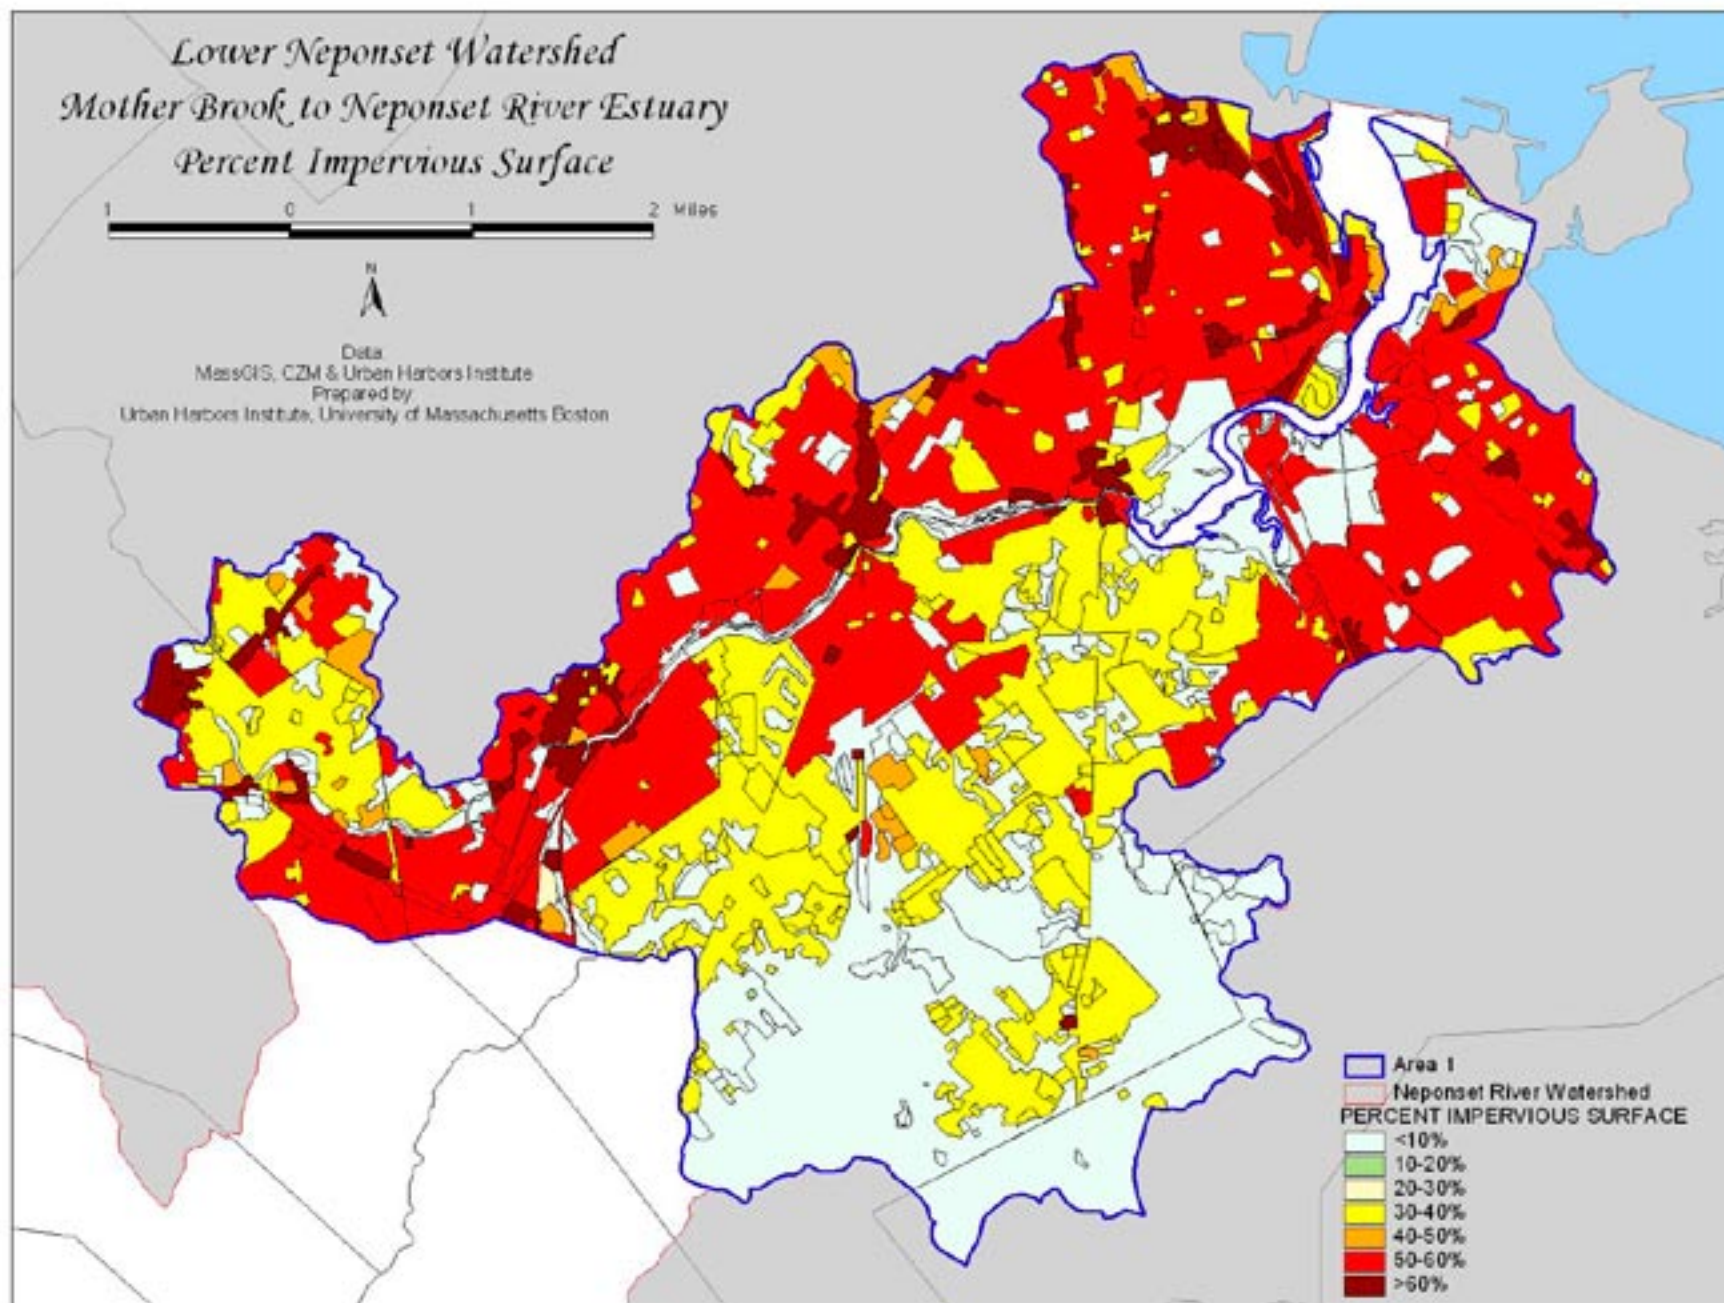 Lower Neponset Watershed
Mother Brook to Neponset River Estuary
Percent Impervious Surface
1 0 1 2 Miles
N
Data
MassGIS, CZM & Urban Harbors Institute
Prepared by
Urban Harbors Institute, University of Massachusetts Boston
Area 1
Neponset River Watershed
PERCENT IMPERVIOUS SURFACE
<10%
10-20%
20-30%
30-40%
40-50%
50-60%
>60%